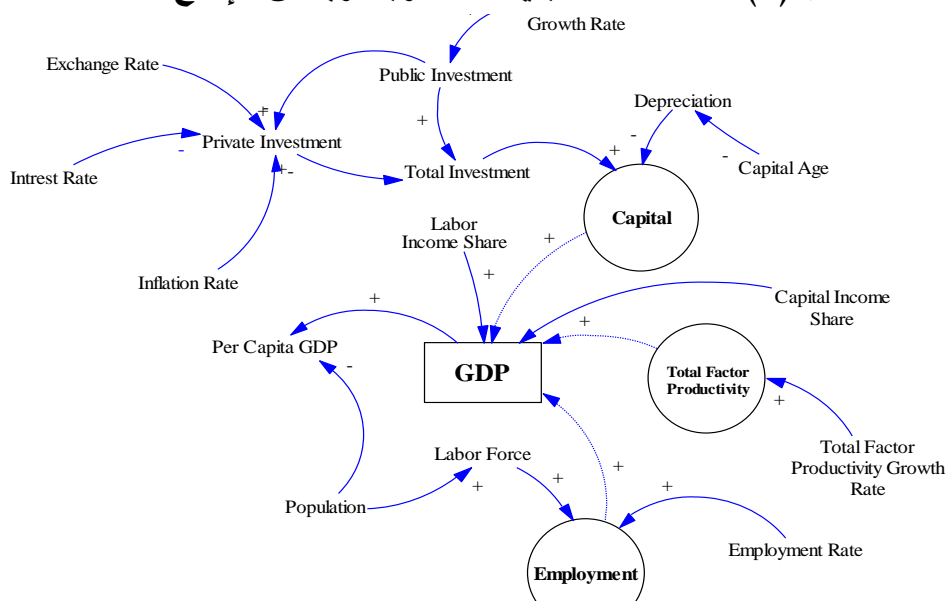 Growth Rate
Exchange Rate
Public Investment
Depreciation
+-
+
Private Investment
-
-
+
-
Capital Age
Intrest Rate
+-
Total Investment
Capital
Labor
Income Share
+
+
Inflation Rate
Capital Income
Share
+
+
Per Capita GDP
-
GDP
Total Factor
Productivity
+
Total Factor
Productivity Growth
Rate
Labor Force
+
+
+
+
Population
Employment Rate
Employment